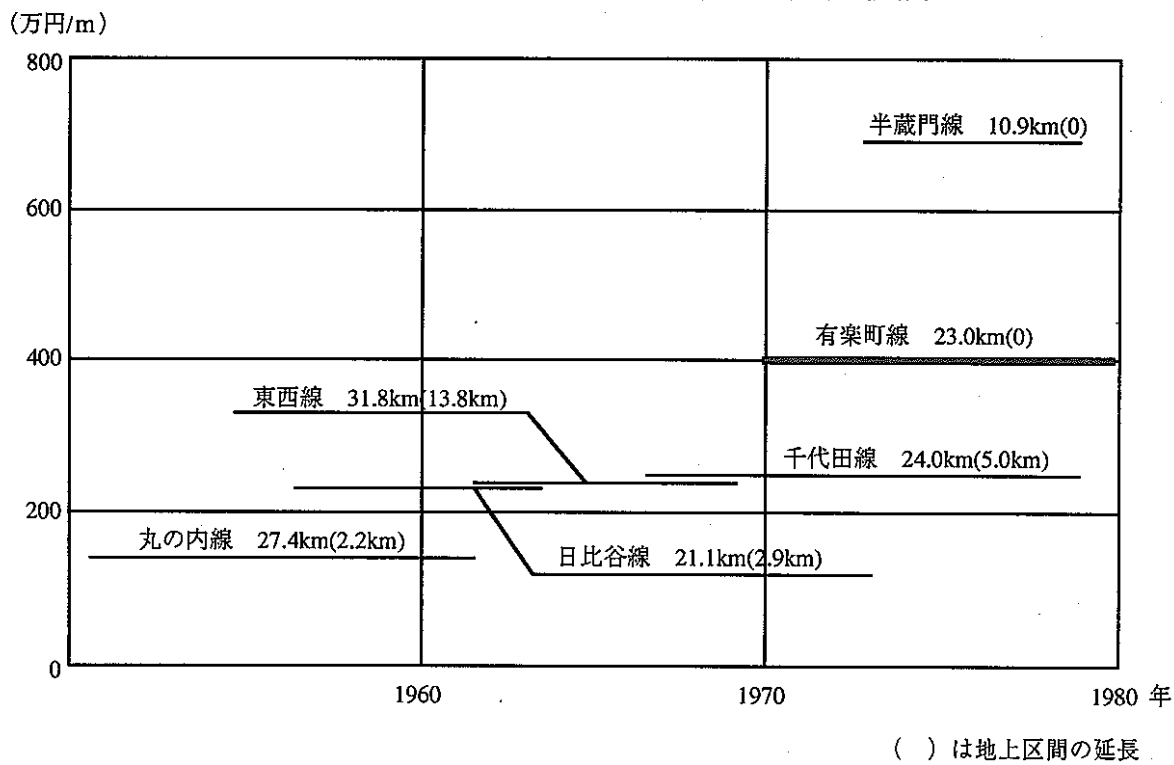 (万円/m)
800
半蔵門線 10.9km(0)
600
有楽町線 23.0km(0)
400
東西線 31.8km(13.8km)
千代田線 24.0km(5.0km)
200
丸の内線 27.4km(2.2km)
日比谷線 21.1km(2.9km)
0
1960 1970 1980 年
( )は地上区間の延長